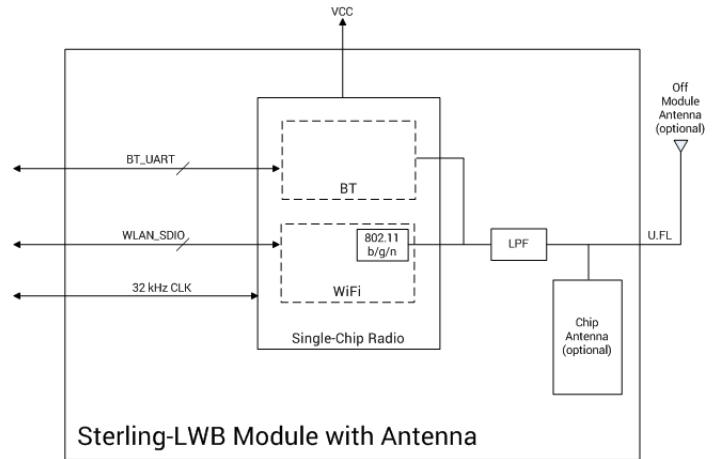 VCC
Off
Module
Antenna
(optional)
BT_UART
BT
WLAN_SDIO
802.11
b/g/n
LPF
U.FL
32 kHz CLK
WiFi
Chip
Antenna
(optional)
Single-Chip Radio
Sterling-LWB Module with Antenna